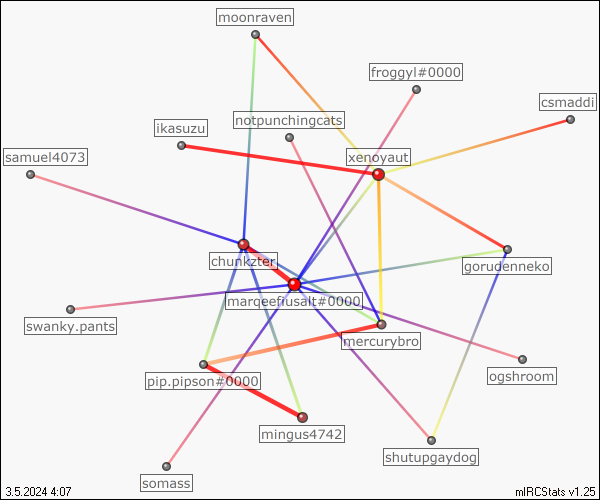 moonraven
froggyl#0000
csmaddi
notpunchingcats
ikasuzu
samuel4073
xenoyaut
chunkzter
gorudenneko
marqeefiusalt#0000
swanky.pants
mercurybro
pip.pipson#0000
ogshroom
mingus4742
shutupgaydog
somass
3.5.2024 4:07
mIRCStats v1.25